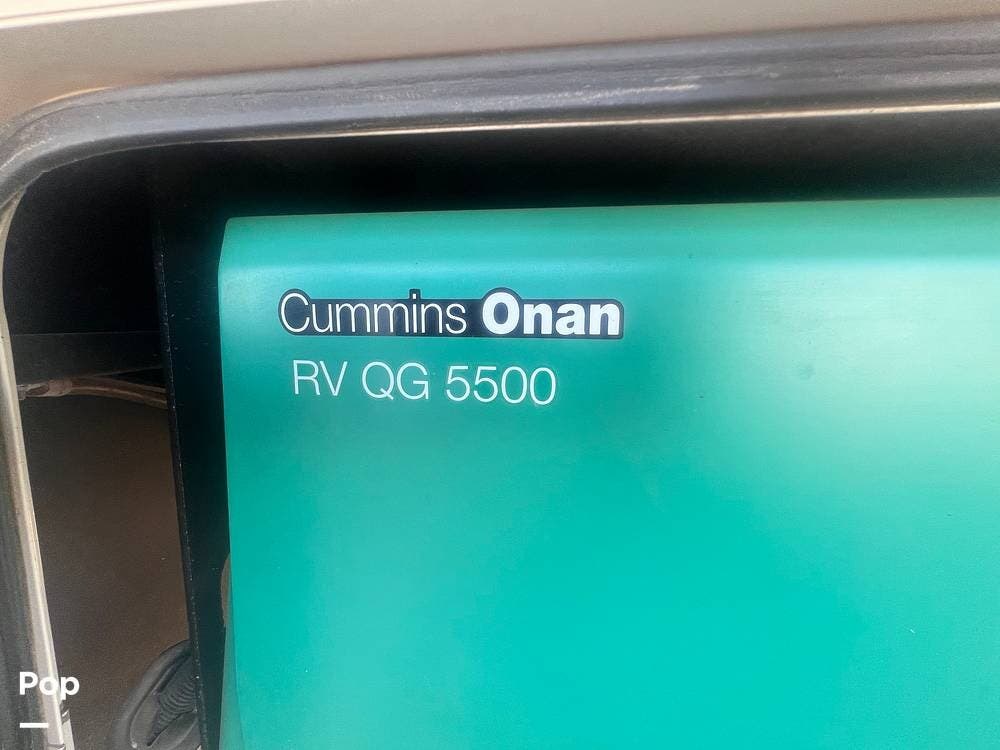 Cummins Onan
RV QG 5500
Pop